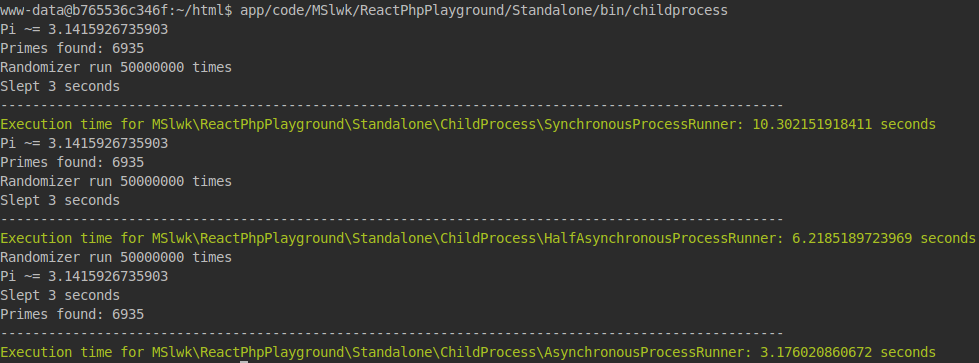 www-data@b765536c346f:~/html$ app/code/MSlwk/ReactPhpPlayground/Standalone/bin/childprocess
Pi ~= 3.1415926735903
Primes found: 6935
Randomizer run 50000000 times
Slept 3 seconds
--------------------------------------------------------------------------------------------------
Execution time for MSlwk\ReactPhpPlayground\Standalone\ChildProcess\SynchronousProcessRunner: 10.302151918411 seconds
Pi ~= 3.1415926735903
Primes found: 6935
Randomizer run 50000000 times
Slept 3 seconds
--------------------------------------------------------------------------------------------------
Execution time for MSlwk\ReactPhpPlayground\Standalone\ChildProcess\HalfAsynchronousProcessRunner: 6.2185189723969 seconds
Randomizer run 50000000 times
Pi ~= 3.1415926735903
Slept 3 seconds
Primes found: 6935
--------------------------------------------------------------------------------------------------
Execution time for MSlwk\ReactPhpPlayground\Standalone\ChildProcess\AsynchronousProcessRunner: 3.176020860672 seconds